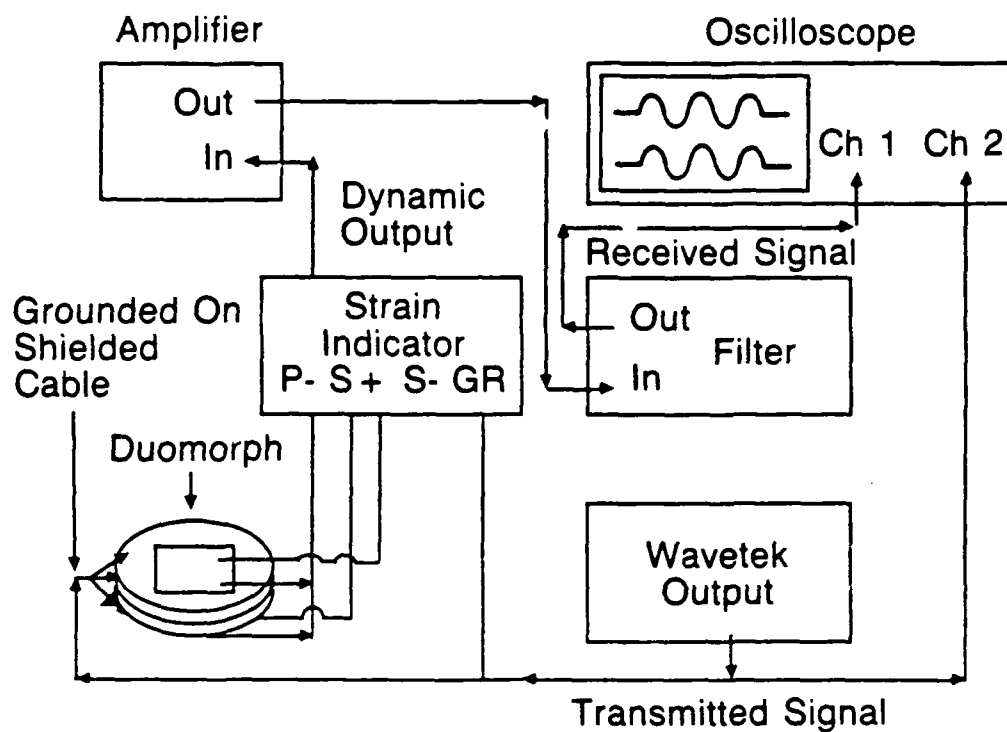 Amplifier
Oscilloscope
Out
In
Ch 1 Ch 2
Dynamic
Output
Received Signal
Grounded On
Shielded
Cable
Strain
Indicator
P- S+ S- GR
Out
Filter
In
Duomorph
Wavetek
Output
Transmitted Signal